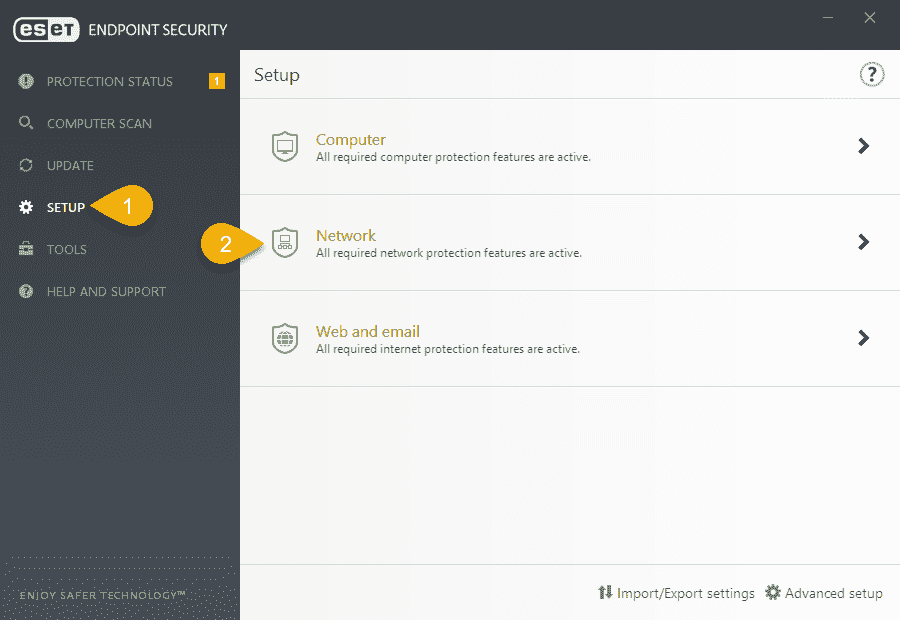 eset ENDPOINT SECURITY
PROTECTION STATUS 1
COMPUTER SCAN
UPDATE
SETUP 1
TOOLS
HELP AND SUPPORT
ENJOY SAFER TECHNOLOGY™
Setup ?
Computer
All required computer protection features are active.
2
Network
All required network protection features are active.
Web and email
All required internet protection features are active.
Import/Export settings Advanced setup